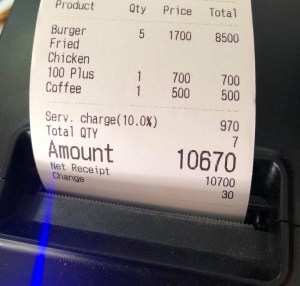 Product Qty Price Total
Burger 5 1700 8500
Fried
Chicken
100 Plus 1 700 700
Coffee 1 500 500
Serv. charge(10.0%) 970
Total QTY 7
Amount 10670
Net Receipt 10700
Change 30